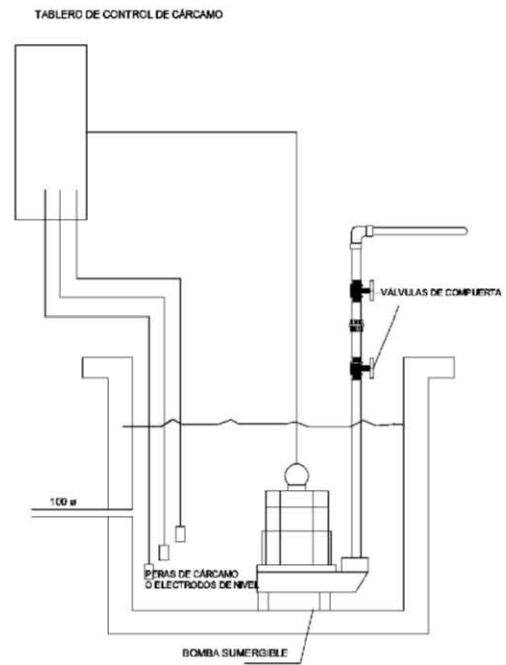 TABLERO DE CONTROL DE CÁRCAMO
VÁLVULAS DE COMPUERTA
100 ø
PERAS DE CÁRCAMO
O ELECTRODOS DE NIVEL
BOMBA SUMERGIBLE